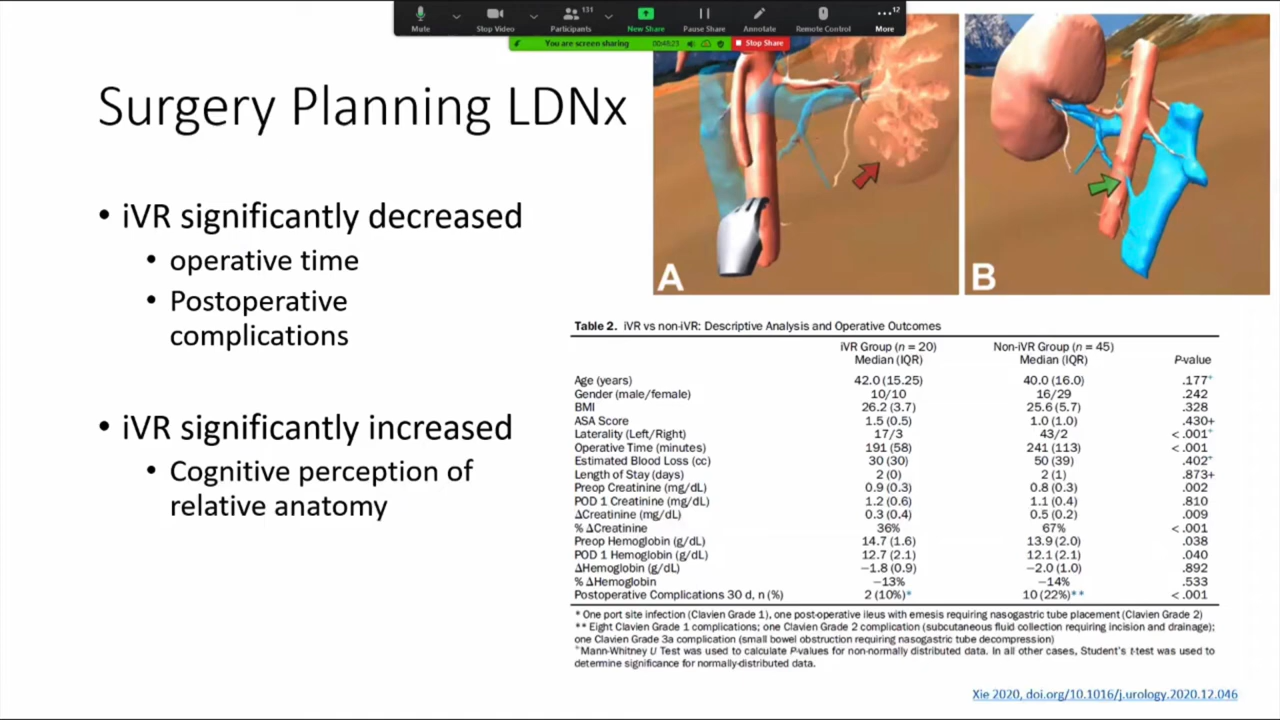 Mute
Stop Video
Participants
131
New Share
Pause Share
Annotate
Remote Control
More
12
You are screen sharing
00:49:23
Stop Share
Surgery Planning LDNx
• iVR significantly decreased
• operative time
• Postoperative
complications
• iVR significantly increased
• Cognitive perception of
relative anatomy
A
B
Table 2. iVR vs non-iVR: Descriptive Analysis and Operative Outcomes
iVR Group (n = 20) Non-iVR Group (n = 45)
Median (IQR) Median (IQR) P-value
Age (years) 42.0 (15.25) 40.0 (16.0) .177+
Gender (male/female) 10/10 16/29 .242
BMI 26.2 (3.7) 25.6 (5.7) .328
ASA Score 1.5 (0.5) 1.0 (1.0) .430+
Laterality (Left/Right) 17/3 43/2 <.001+
Operative Time (minutes) 191 (58) 241 (113) <.001
Estimated Blood Loss (cc) 30 (30) 50 (39) .402+
Length of Stay (days) 2 (0) 2 (1) .873+
Preop Creatinine (mg/dL) 0.9 (0.3) 0.8 (0.3) .002
POD 1 Creatinine (mg/dL) 1.2 (0.6) 1.1 (0.4) .810
ΔCreatinine (mg/dL) 0.3 (0.4) 0.5 (0.2) .009
% ΔCreatinine 36% 67% <.001
Preop Hemoglobin (g/dL) 14.7 (1.6) 13.9 (2.0) .038
POD 1 Hemoglobin (g/dL) 12.7 (2.1) 12.1 (2.1) .040
ΔHemoglobin (g/dL) −1.8 (0.9) −2.0 (1.0) .892
% ΔHemoglobin −13% −14% .533
Postoperative Complications 30 d, n (%) 2 (10%)* 10 (22%)** <.001
* One port site infection (Clavien Grade 1), one post-operative ileus with emesis requiring nasogastric tube placement (Clavien Grade 2)
** Eight Clavien Grade 1 complications; one Clavien Grade 2 complication (subcutaneous fluid collection requiring incision and drainage);
one Clavien Grade 3a complication (small bowel obstruction requiring nasogastric tube decompression)
+Mann-Whitney U Test was used to calculate P-values for non-normally distributed data. In all other cases, Student's t-test was used to
determine significance for normally-distributed data.
Xie 2020, doi.org/10.1016/j.urology.2020.12.046